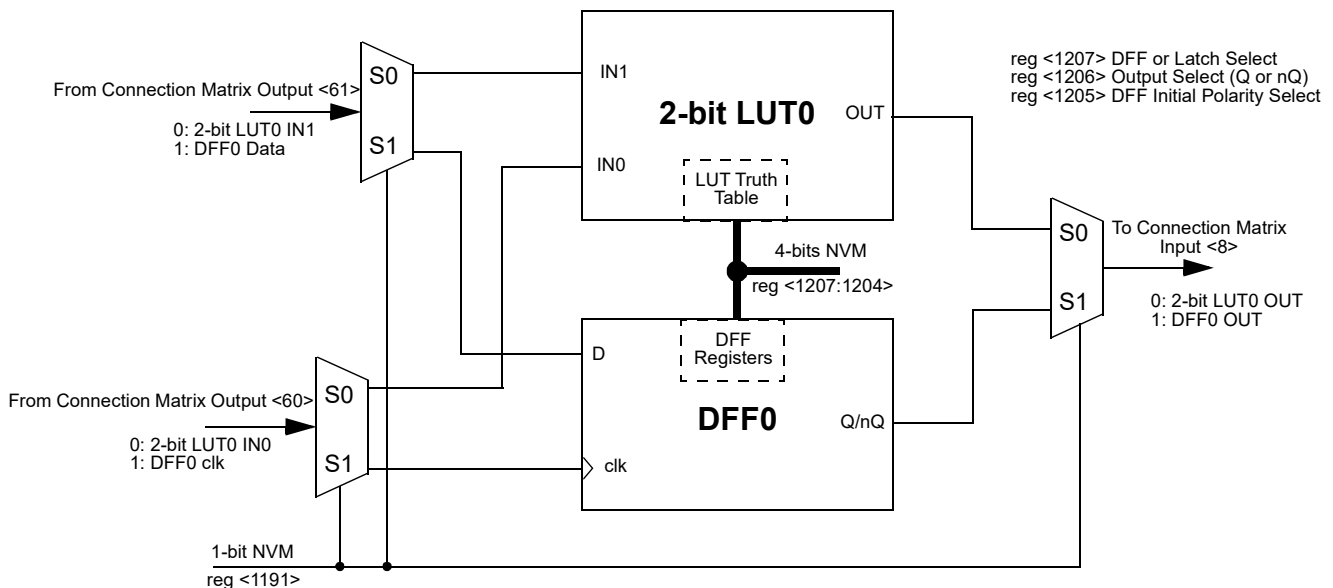 From Connection Matrix Output <61>
0: 2-bit LUT0 IN1
1: DFF0 Data
S0
S1
IN1
IN0
2-bit LUT0
OUT
LUT Truth
Table
reg <1207> DFF or Latch Select
reg <1206> Output Select (Q or nQ)
reg <1205> DFF Initial Polarity Select
4-bits NVM
reg <1207:1204>
S0
S1
To Connection Matrix
Input <8>
0: 2-bit LUT0 OUT
1: DFF0 OUT
DFF
Registers
D
DFF0
Q/nQ
clk
From Connection Matrix Output <60>
0: 2-bit LUT0 IN0
1: DFF0 clk
S0
S1
1-bit NVM
reg <1191>